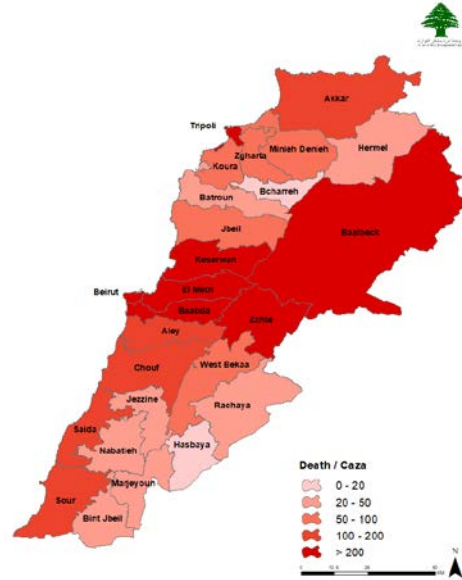 Akkar
Tripoli
Minieh Denieh
Zgharta
Hermel
Koura
Bcharreh
Batroun
Jbeil
Baalbeck
Keserwan
El Metn
Beirut
Baabda
Zahle
Aley
Chouf
West Bekaa
Jezzine
Rachaya
Saida
Hasbaya
Nabatieh
Marjeyoun
Sour
Bint Jbeil
Death / Caza
0 - 20
20 - 50
50 - 100
100 - 200
> 200
N